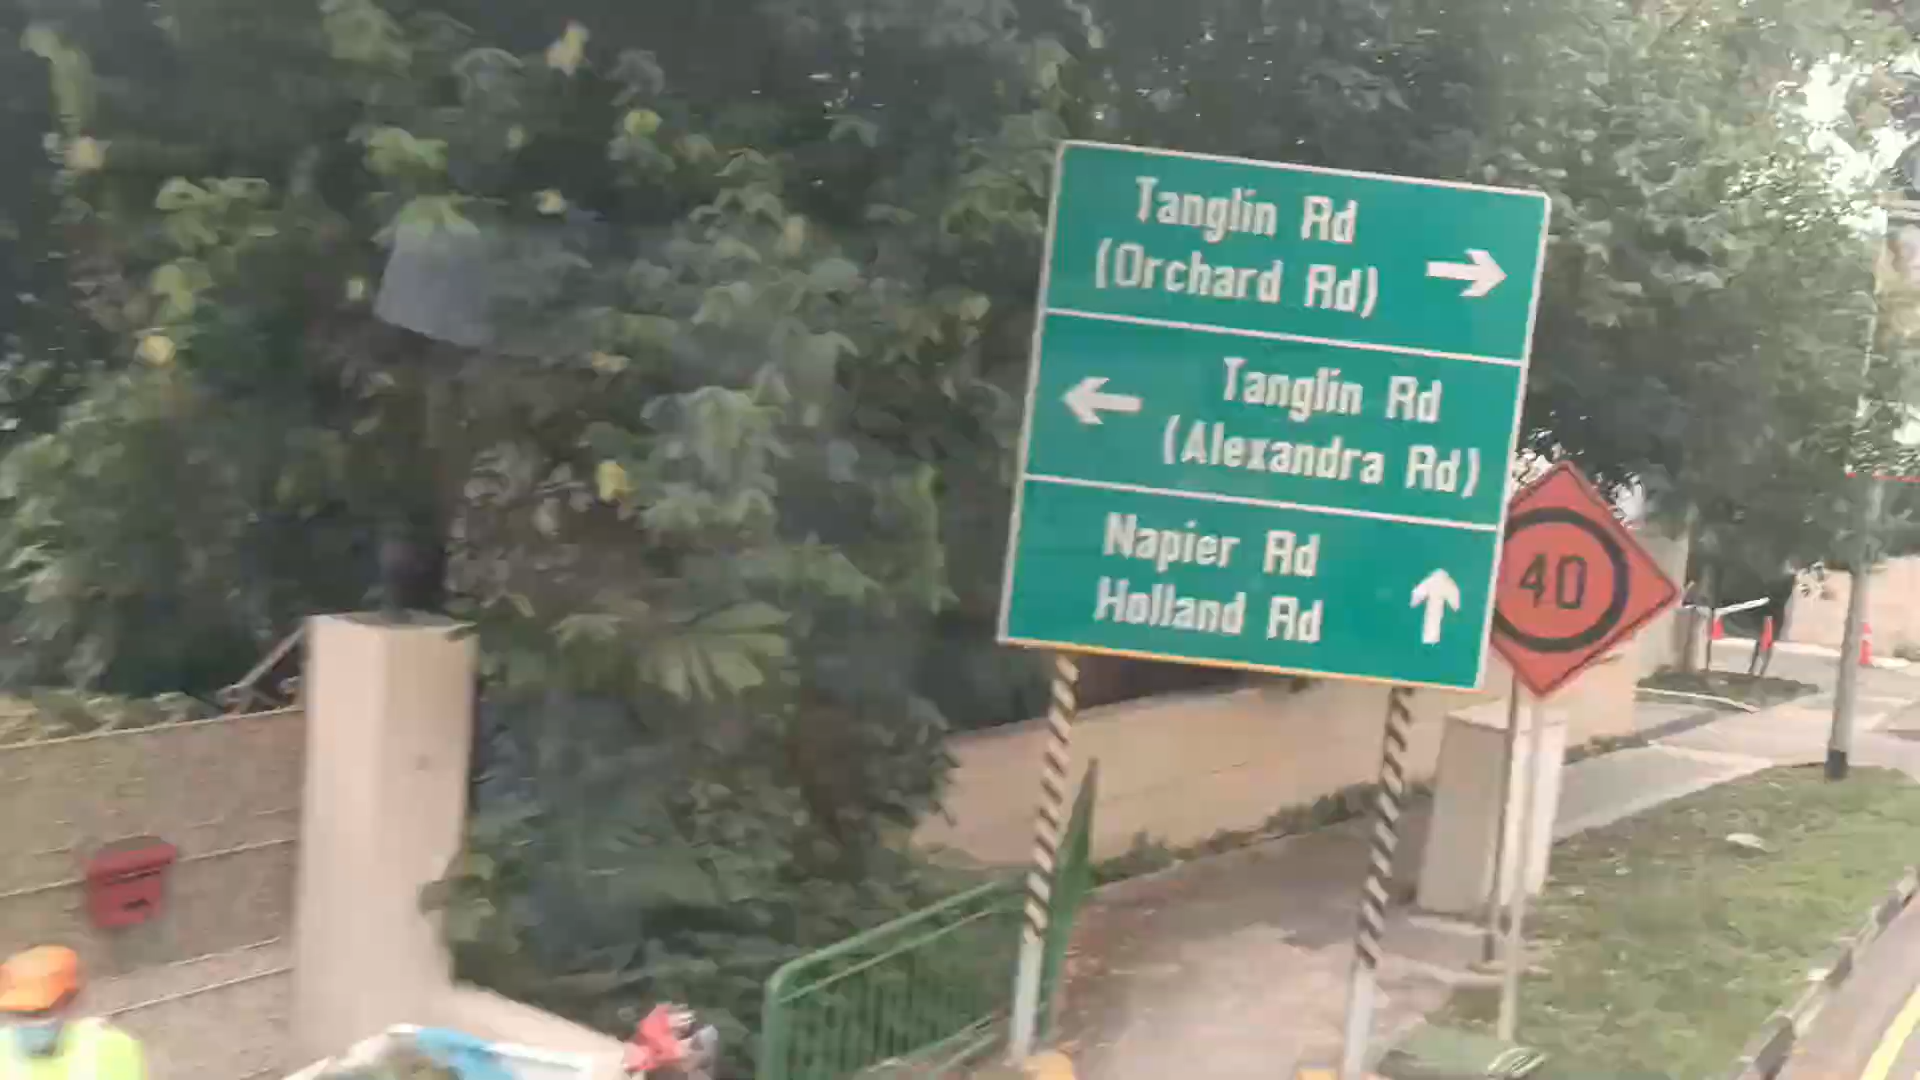 Tanglin Rd
(Orchard Rd)
Tanglin Rd
(Alexandra Rd)
Napier Rd
Holland Rd
40